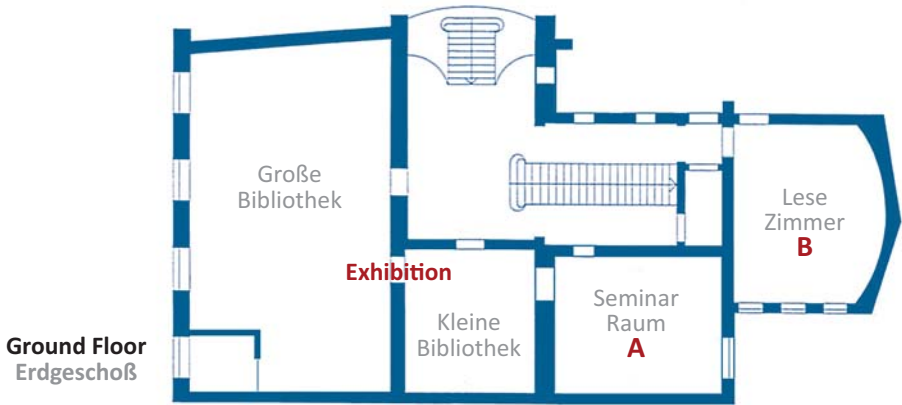 Große
Bibliothek
Lese
Zimmer
B
Exhibition
Seminar
Raum
A
Kleine
Bibliothek
Ground Floor
Erdgeschoß